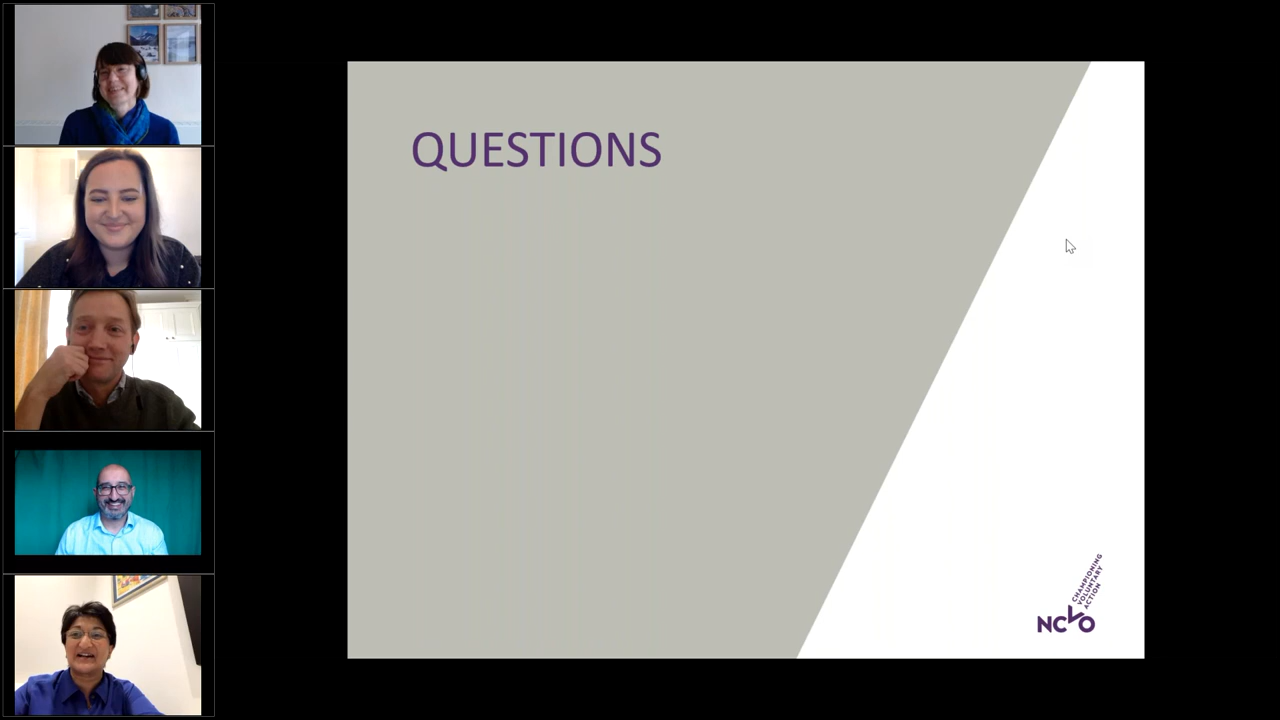 QUESTIONS
CHAMPIONING
VOLUNTARY
ACTION
NCVO